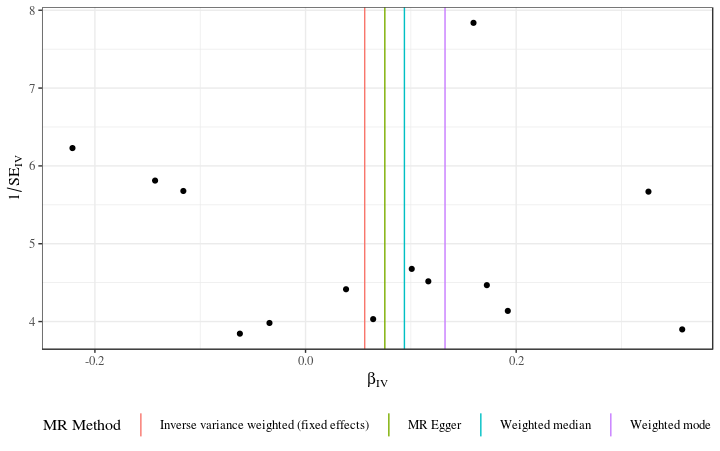 8
7
6
5
4
1/SE_IV
-0.2 0.0 0.2
β_IV
MR Method Inverse variance weighted (fixed effects) MR Egger Weighted median Weighted mode